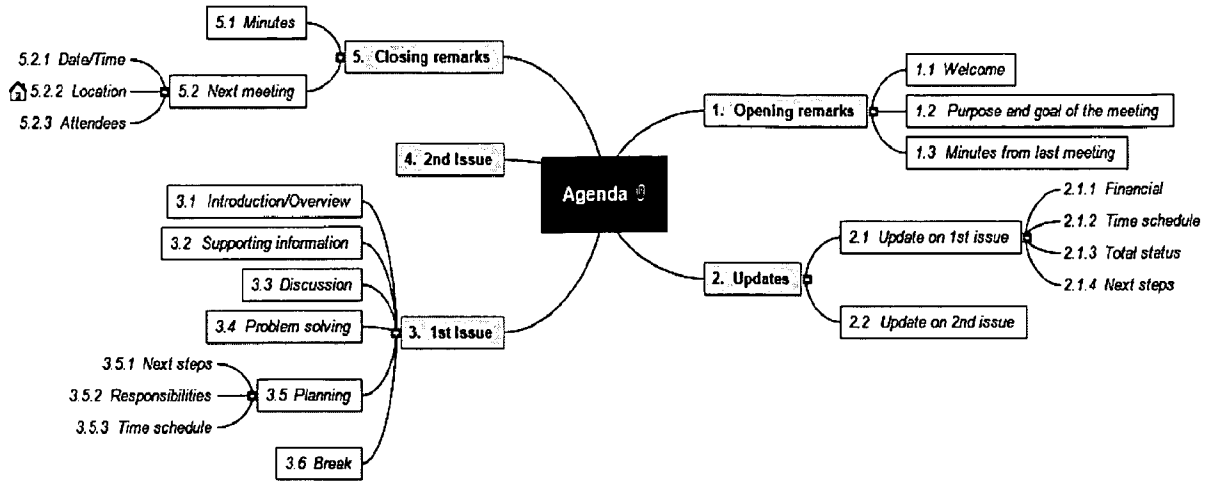 Agenda
1. Opening remarks
1.1 Welcome
1.2 Purpose and goal of the meeting
1.3 Minutes from last meeting
2. Updates
2.1 Update on 1st issue
2.1.1 Financial
2.1.2 Time schedule
2.1.3 Total status
2.1.4 Next steps
2.2 Update on 2nd issue
3. 1st Issue
3.1 Introduction/Overview
3.2 Supporting information
3.3 Discussion
3.4 Problem solving
3.5 Planning
3.5.1 Next steps
3.5.2 Responsibilities
3.5.3 Time schedule
3.6 Break
4. 2nd Issue
5. Closing remarks
5.1 Minutes
5.2 Next meeting
5.2.1 Date/Time
5.2.2 Location
5.2.3 Attendees